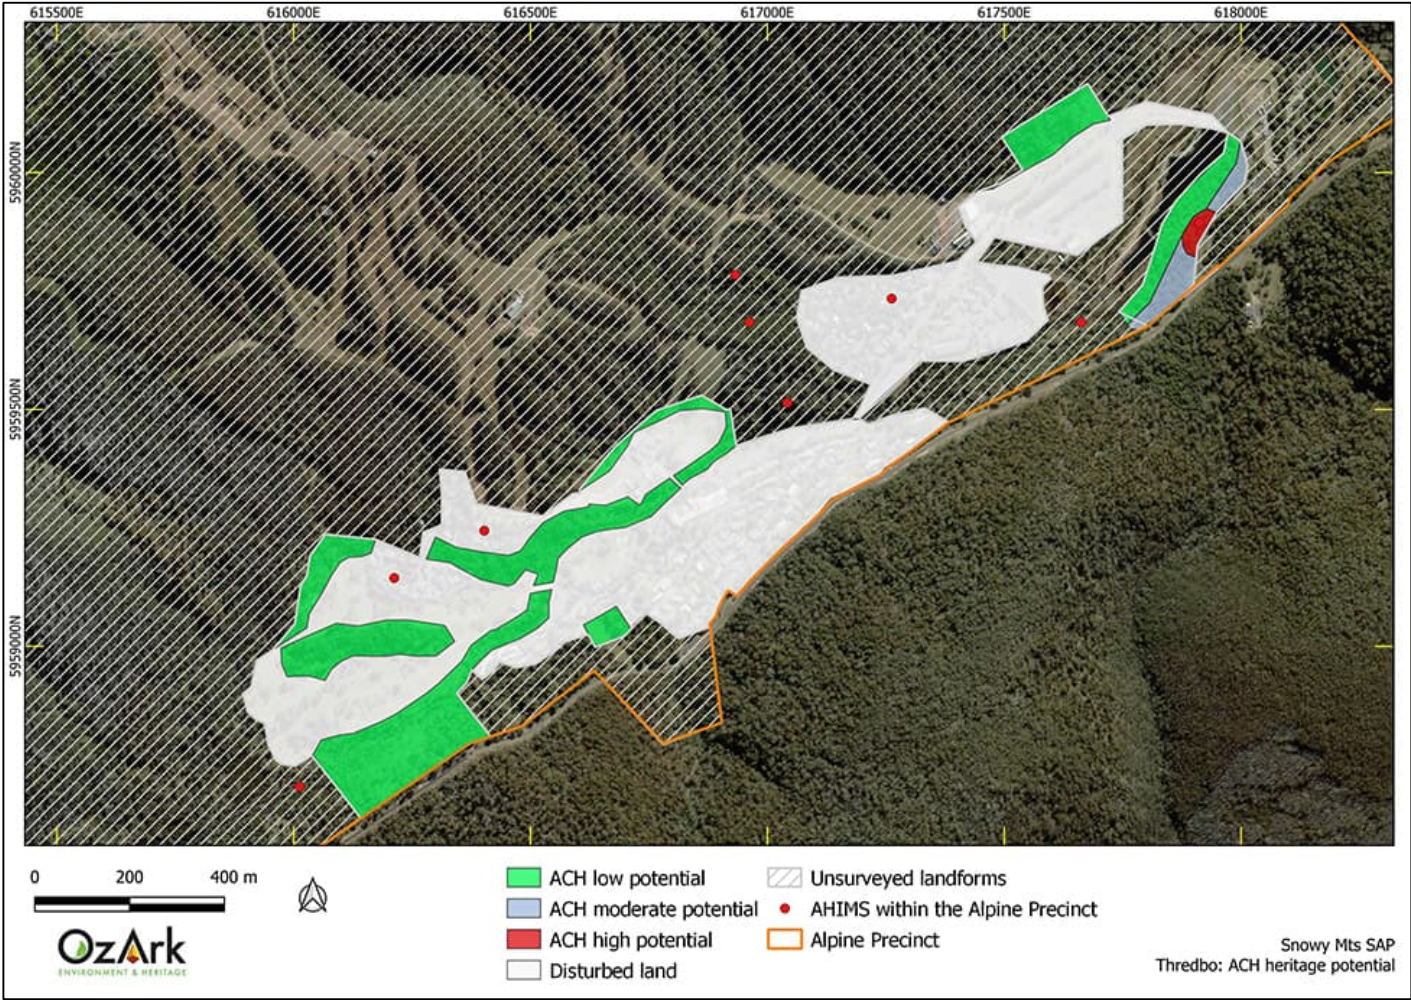 615500E 616000E 616500E 617000E 617500E 618000E
5960000N
5959500N
5959000N
0 200 400 m
ACH low potential
ACH moderate potential
ACH high potential
Disturbed land
Unsurveyed landforms
AHIMS within the Alpine Precinct
Alpine Precinct
OzArk
ENVIRONMENT & HERITAGE
Snowy Mts SAP
Thredbo: ACH heritage potential